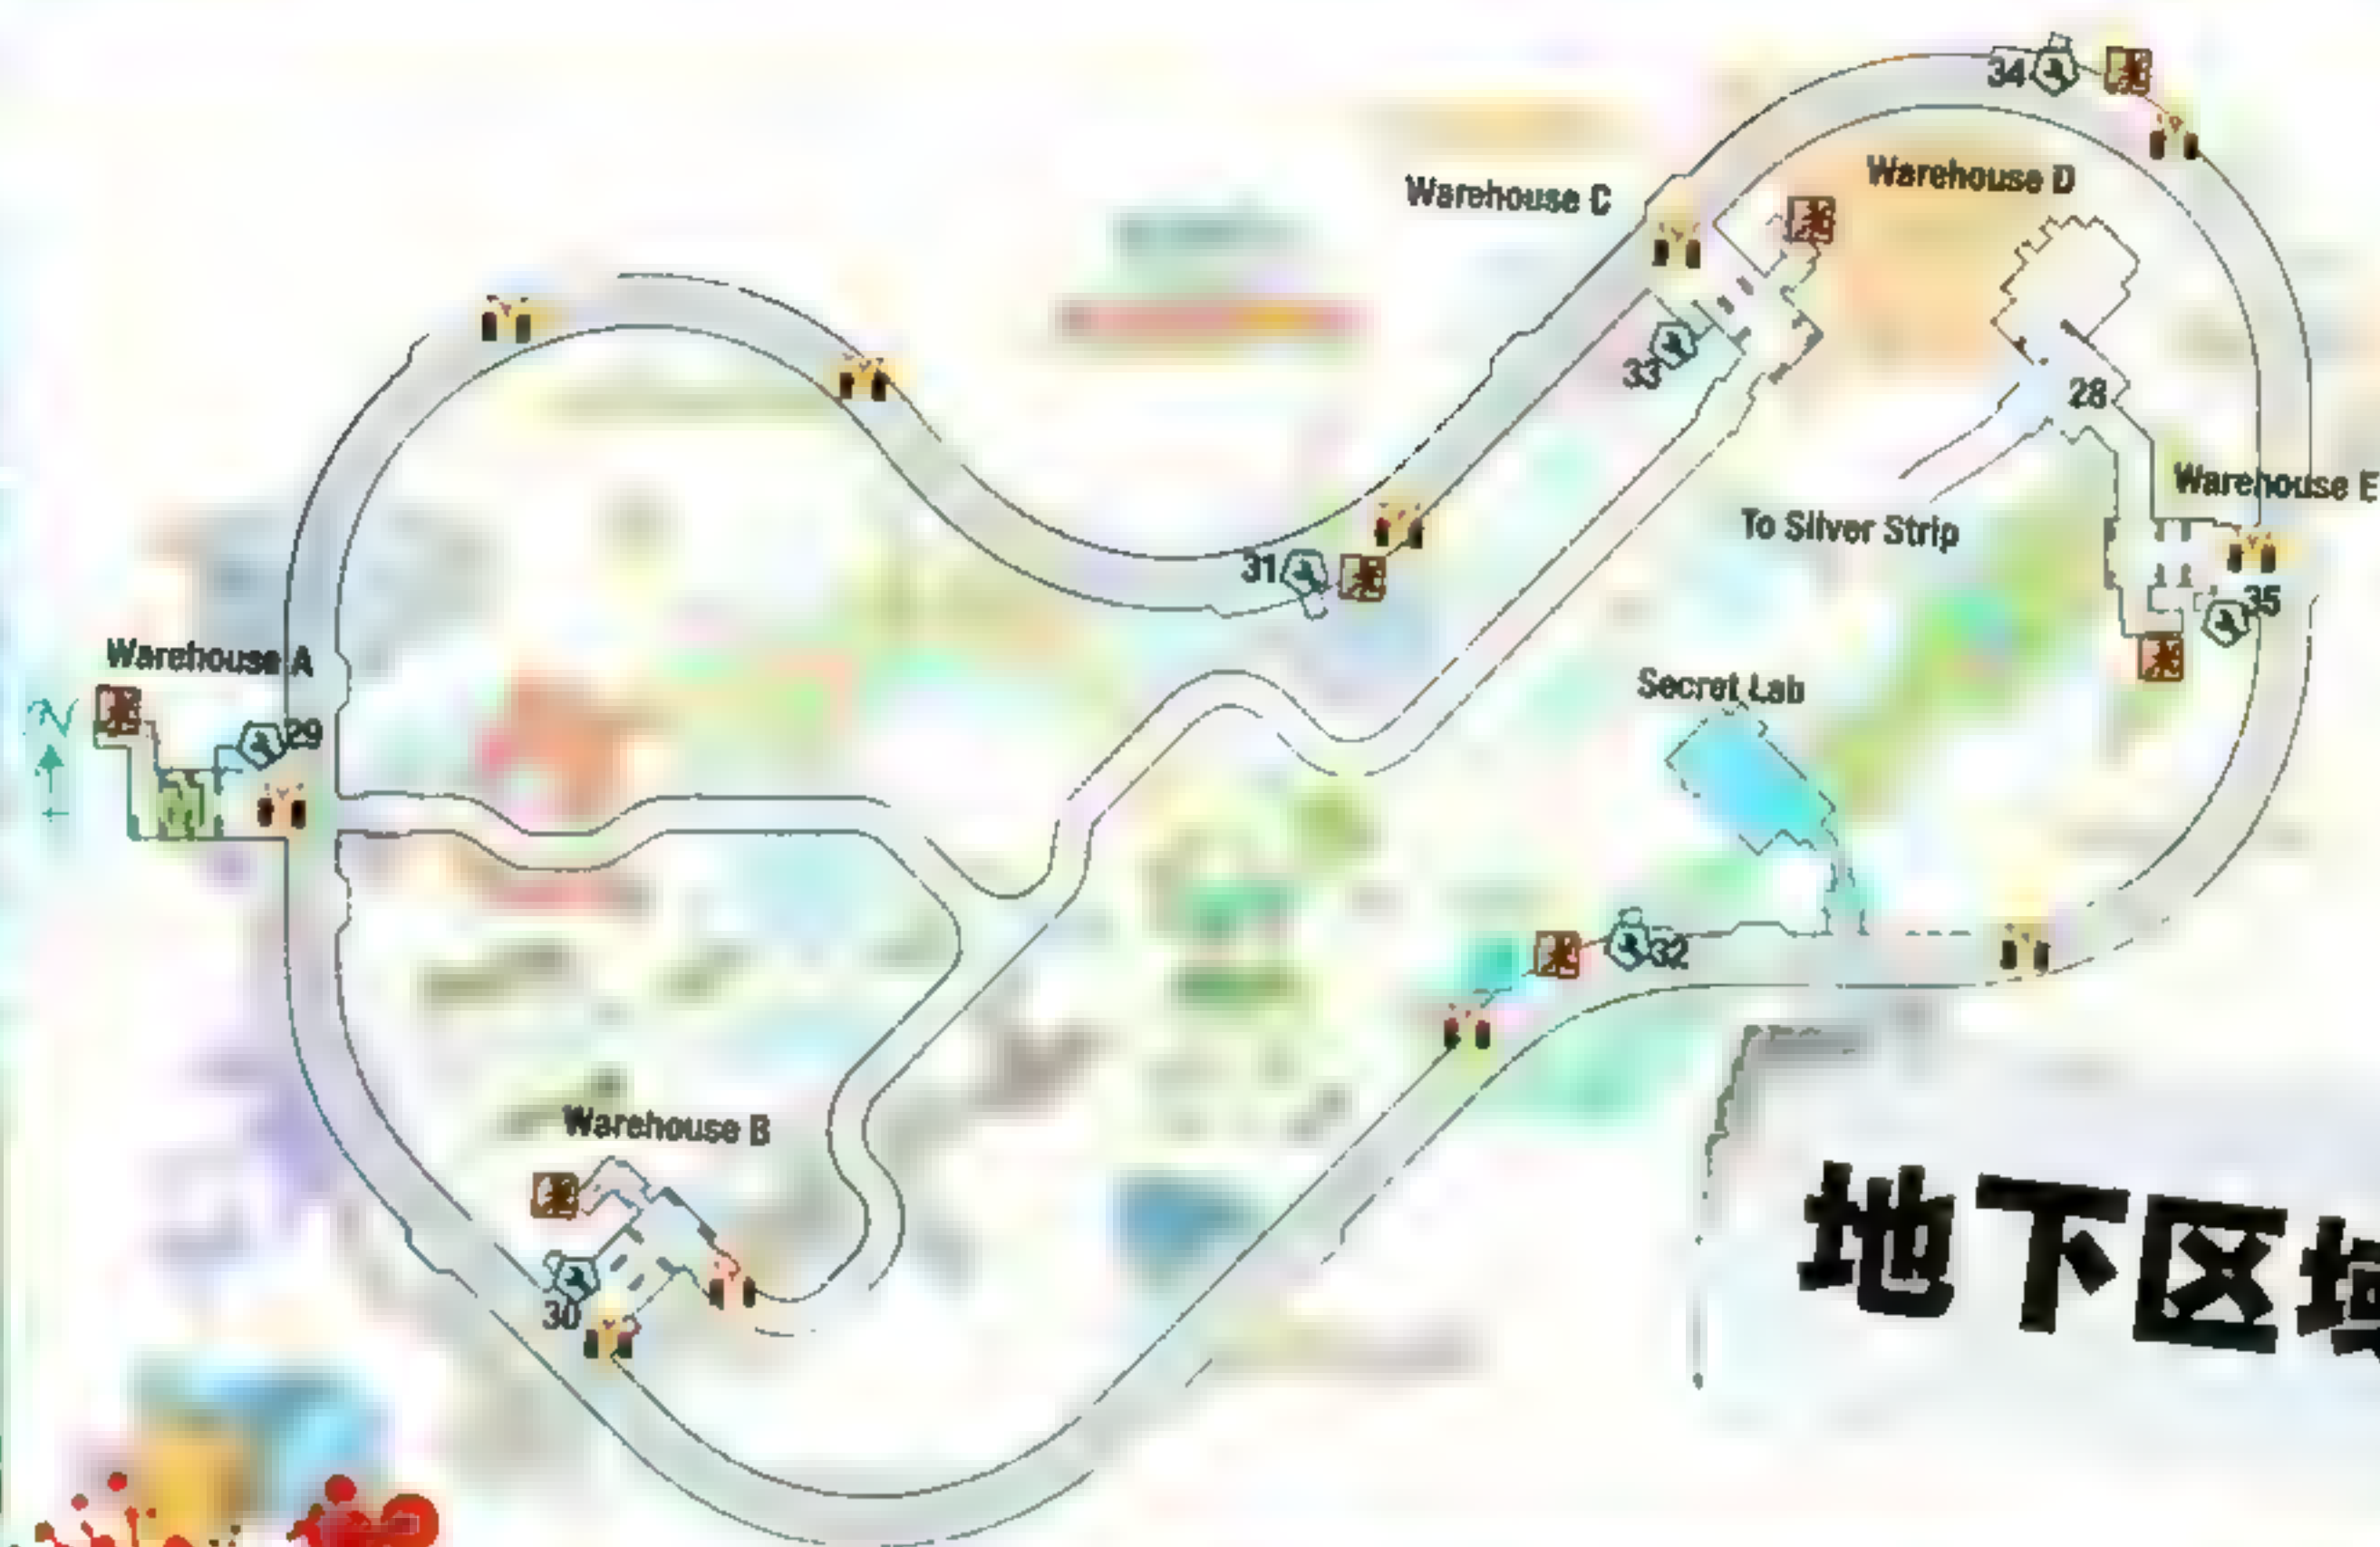 34
Warehouse C
Warehouse D
33
28
Warehouse E
To Silver Strip
31
35
Warehouse A
Secret Lab
N
29
32
Warehouse B
30
地下区域